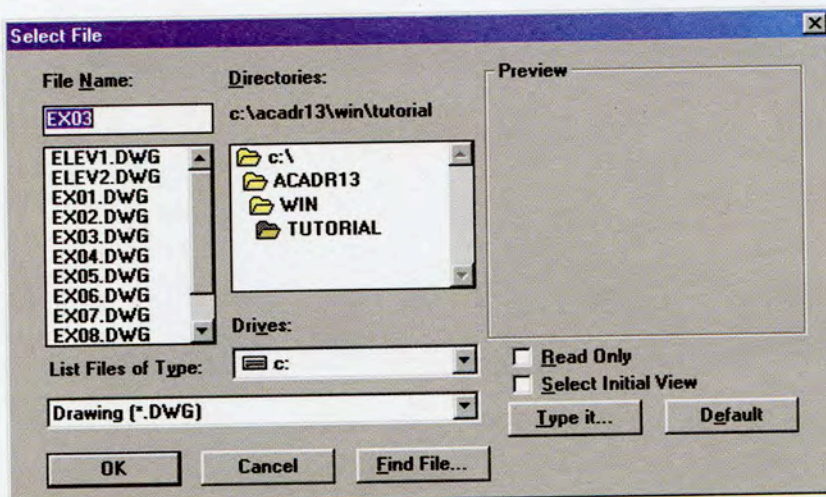 Select File
File Name:
EX03
ELEV1.DWG
ELEV2.DWG
EX01.DWG
EX02.DWG
EX03.DWG
EX04.DWG
EX05.DWG
EX06.DWG
EX07.DWG
EX08.DWG
List Files of Type:
Drawing (*.DWG)
Directories:
c:\acadr13\win\tutorial
c:\
ACADR13
WIN
TUTORIAL
Drives:
c:
Preview
Read Only
Select Initial View
Type it...
Default
OK
Cancel
Find File...